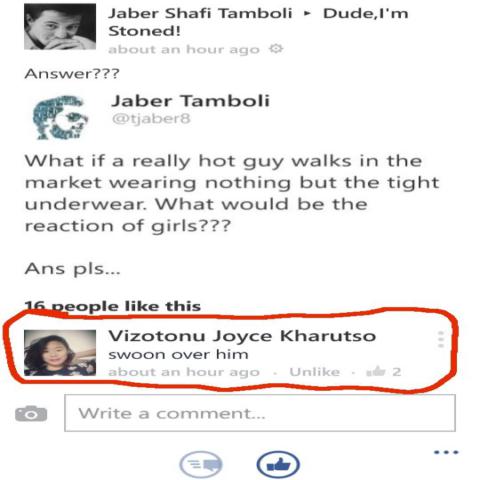 Jaber Shafi Tamboli ▸ Dude,I'm
Stoned!
about an hour ago
Answer???
Jaber Tamboli
@tjaber8
What if a really hot guy walks in the
market wearing nothing but the tight
underwear. What would be the
reaction of girls???
Ans pls...
16 people like this
Vizotonu Joyce Kharutso
swoon over him
about an hour ago · Unlike · 2
Write a comment...